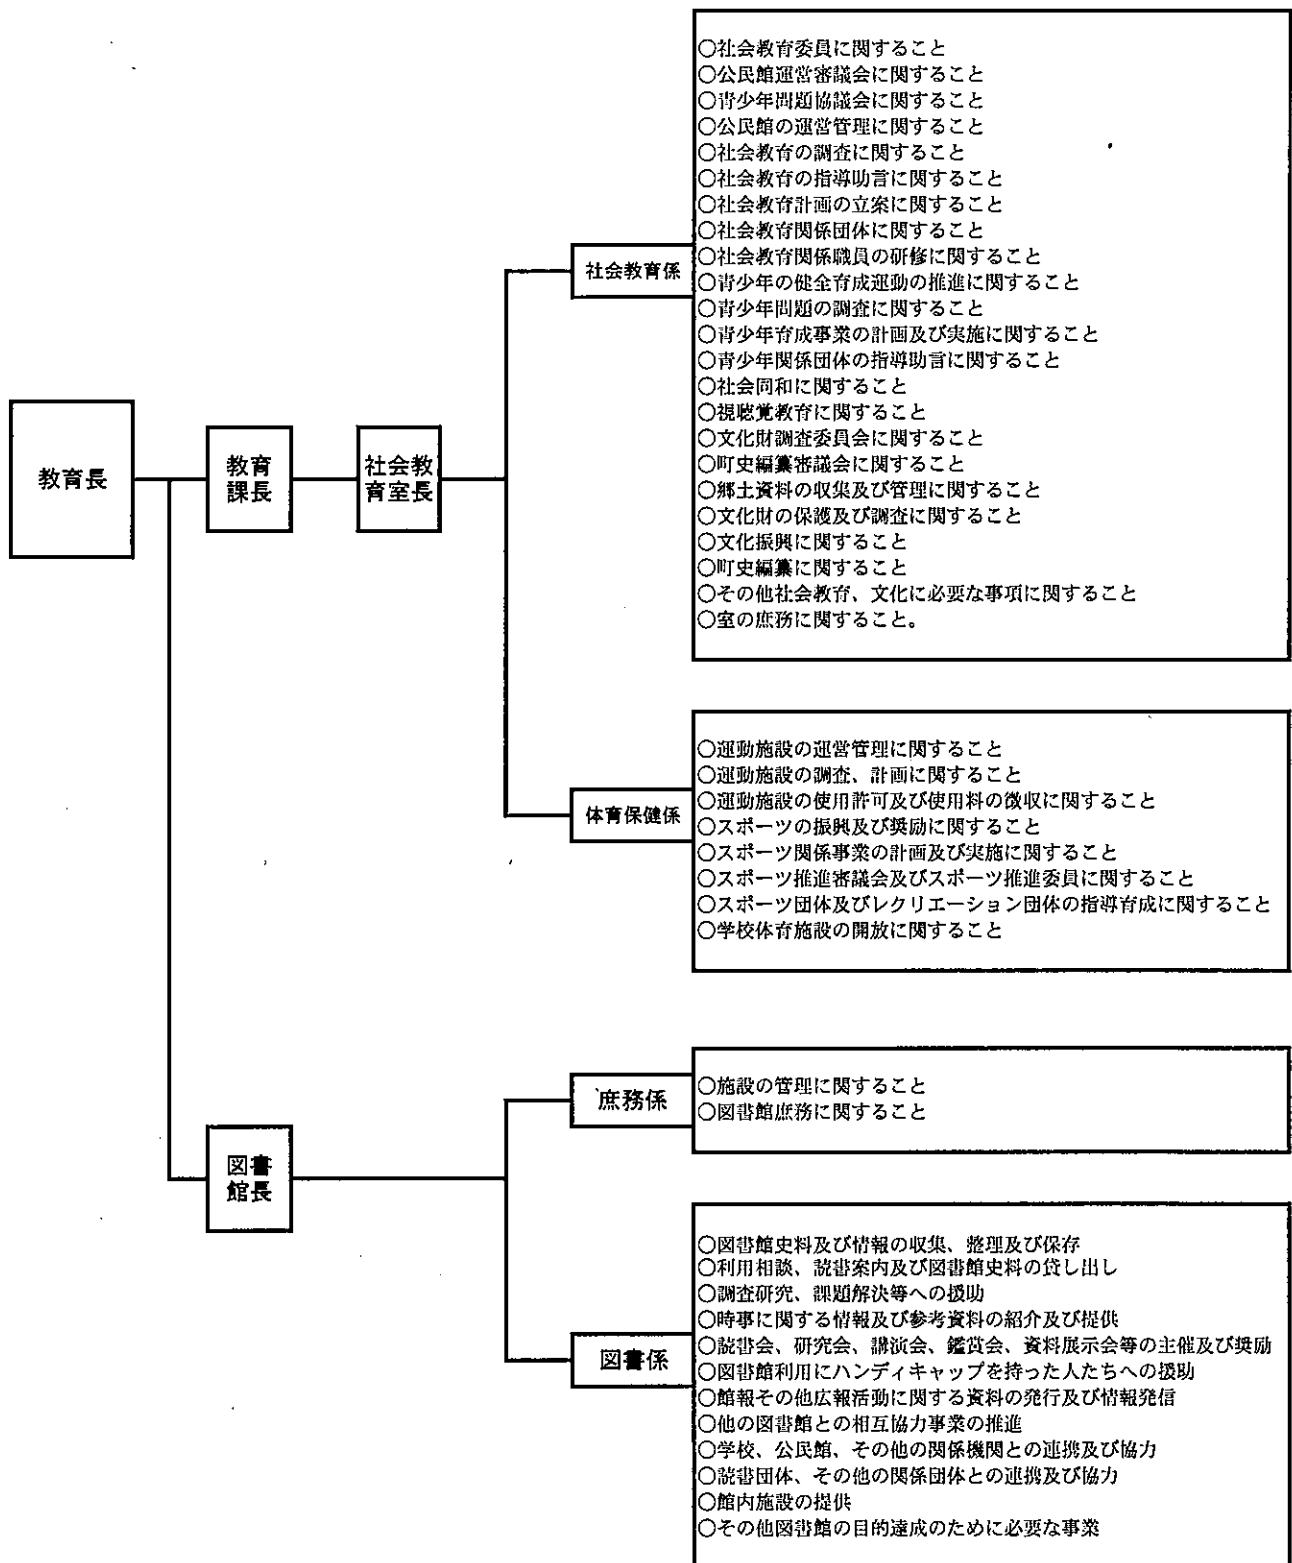 教育長
教育
課長
社会教
育室長
社会教育係
○社会教育委員に関すること
○公民館運営審議会に関すること
○青少年問題協議会に関すること
○公民館の運営管理に関すること
○社会教育の調査に関すること
○社会教育の指導助言に関すること
○社会教育計画の立案に関すること
○社会教育関係団体に関すること
○社会教育関係職員の研修に関すること
○青少年の健全育成運動の推進に関すること
○青少年問題の調査に関すること
○青少年育成事業の計画及び実施に関すること
○青少年関係団体の指導助言に関すること
○社会同和に関すること
○視聴覚教育に関すること
○文化財調査委員会に関すること
○町史編纂審議会に関すること
○郷土資料の収集及び管理に関すること
○文化財の保護及び調査に関すること
○文化振興に関すること
○町史編纂に関すること
○その他社会教育、文化に必要な事項に関すること
○室の庶務に関すること。
体育保健係
○運動施設の運営管理に関すること
○運動施設の調査、計画に関すること
○運動施設の使用許可及び使用料の徴収に関すること
○スポーツの振興及び奨励に関すること
○スポーツ関係事業の計画及び実施に関すること
○スポーツ推進審議会及びスポーツ推進委員に関すること
○スポーツ団体及びレクリエーション団体の指導育成に関すること
○学校体育施設の開放に関すること
図書
館長
庶務係
○施設の管理に関すること
○図書館庶務に関すること
図書係
○図書館史料及び情報の収集、整理及び保存
○利用相談、読書案内及び図書館史料の貸し出し
○調査研究、課題解決等への援助
○時事に関する情報及び参考資料の紹介及び提供
○読書会、研究会、講演会、鑑賞会、資料展示会等の主催及び奨励
○図書館利用にハンディキャップを持った人たちへの援助
○館報その他広報活動に関する資料の発行及び情報発信
○他の図書館との相互協力事業の推進
○学校、公民館、その他の関係機関との連携及び協力
○読書団体、その他の関係団体との連携及び協力
○館内施設の提供
○その他図書館の目的達成のために必要な事業